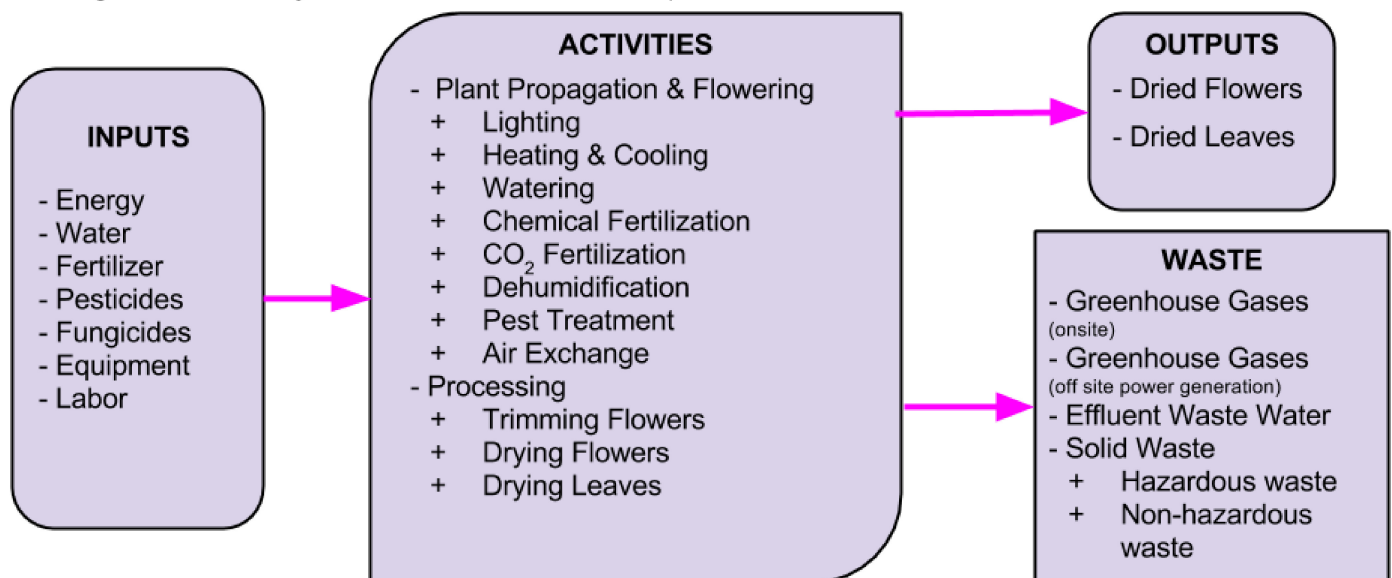 INPUTS
- Energy
- Water
- Fertilizer
- Pesticides
- Fungicides
- Equipment
- Labor
ACTIVITIES
- Plant Propagation & Flowering
+ Lighting
+ Heating & Cooling
+ Watering
+ Chemical Fertilization
+ CO₂ Fertilization
+ Dehumidification
+ Pest Treatment
+ Air Exchange
- Processing
+ Trimming Flowers
+ Drying Flowers
+ Drying Leaves
OUTPUTS
- Dried Flowers
- Dried Leaves
WASTE
- Greenhouse Gases
(onsite)
- Greenhouse Gases
(off site power generation)
- Effluent Waste Water
- Solid Waste
+ Hazardous waste
+ Non-hazardous
waste